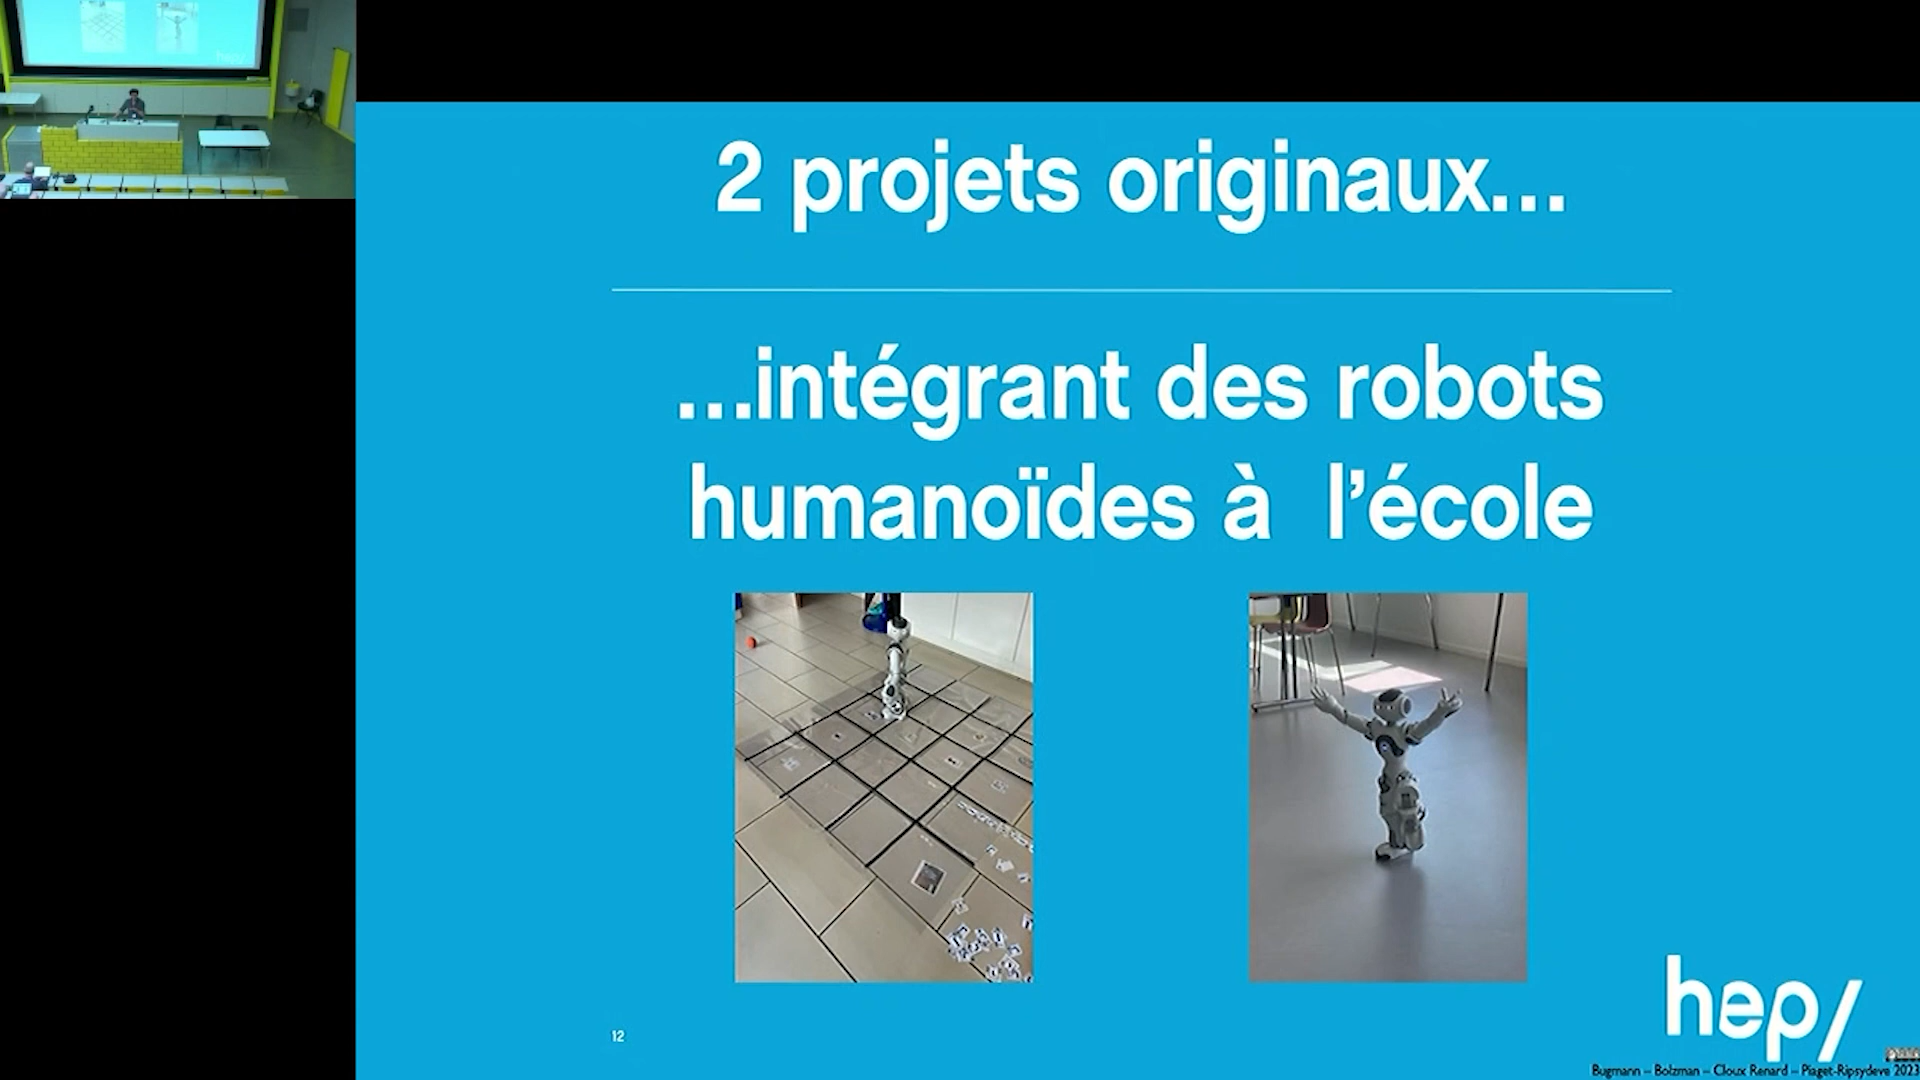 2 projets originaux...
...intégrant des robots
humanoïdes à l’école
12
hep/
Bugmann – Bolzman – Cloux Renard – Piaget-Ripsydeve 2023